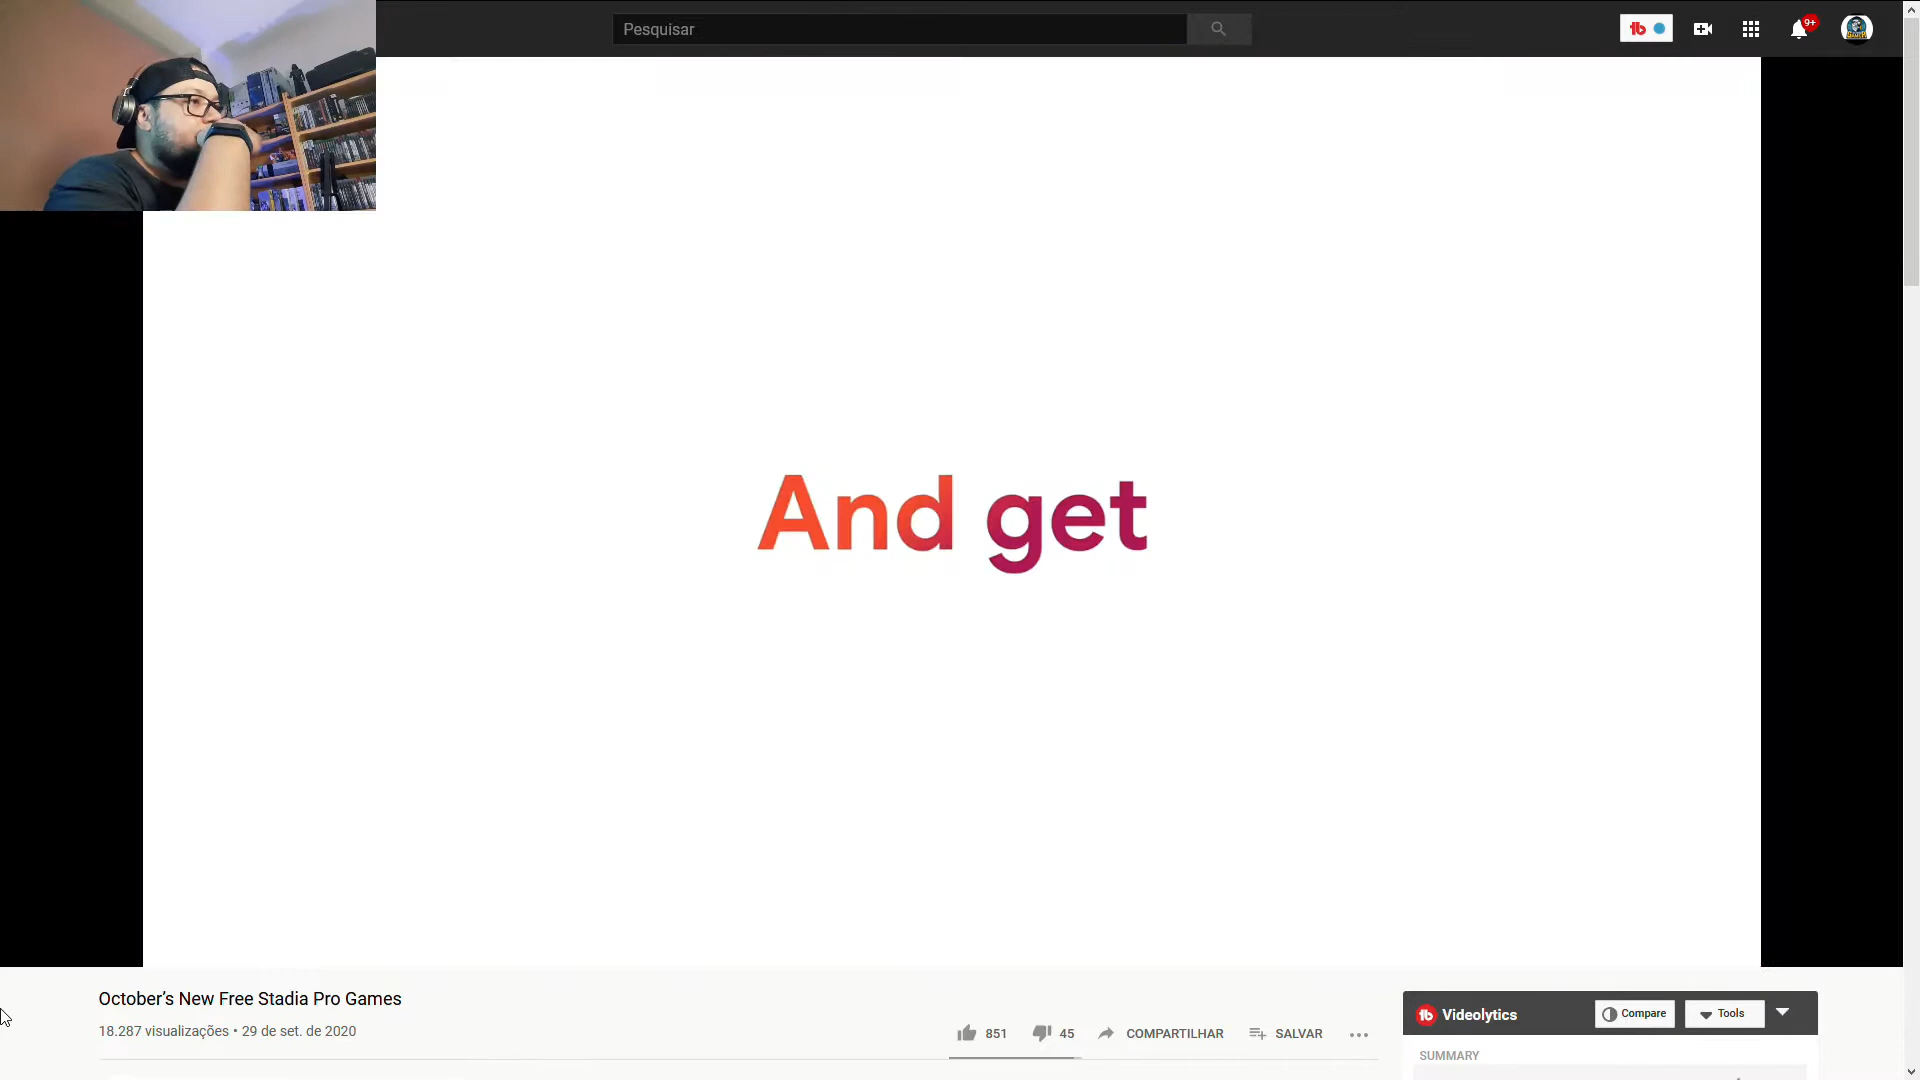 Pesquisar
9+
And get
October's New Free Stadia Pro Games
18.287 visualizações • 29 de set. de 2020
851
45
COMPARTILHAR
SALVAR
Videolytics
Compare
Tools
SUMMARY